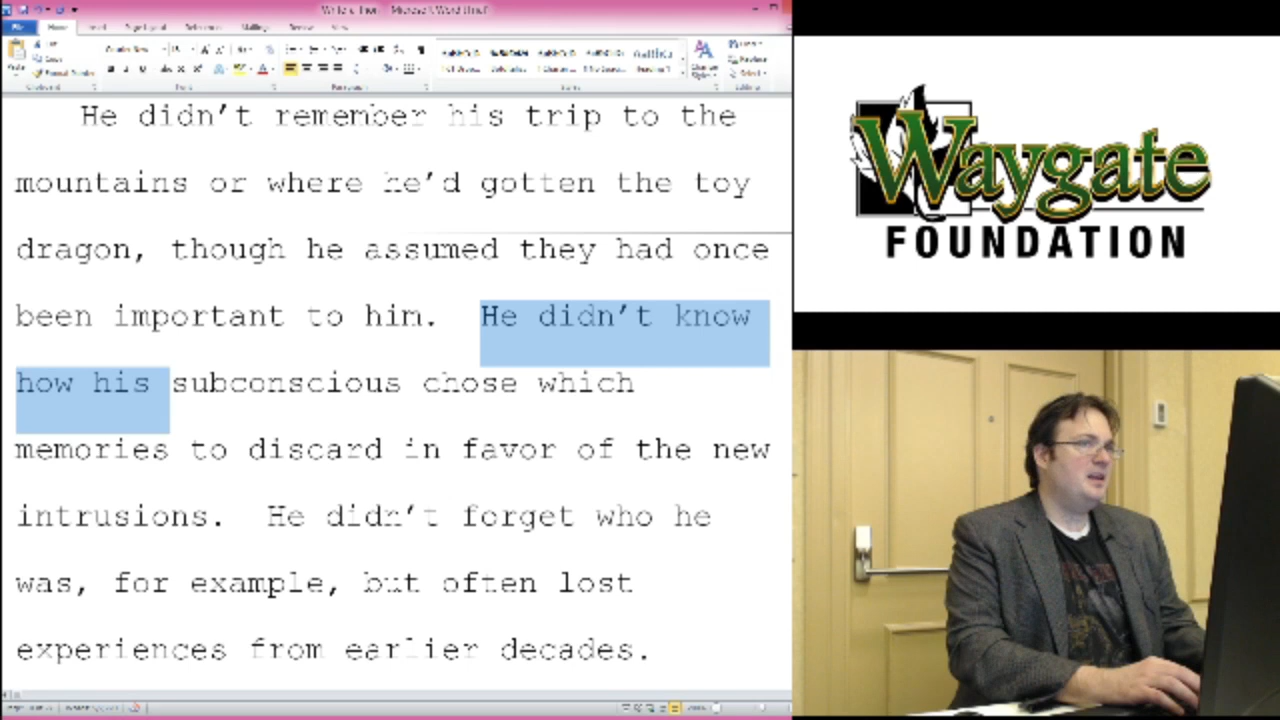 He didn’t remember his trip to the
mountains or where he’d gotten the toy
dragon, though he assumed they had once
been important to him.  He didn’t know
how his subconscious chose which
memories to discard in favor of the new
intrusions.  He didn’t forget who he
was, for example, but often lost
experiences from earlier decades.
Waygate
FOUNDATION